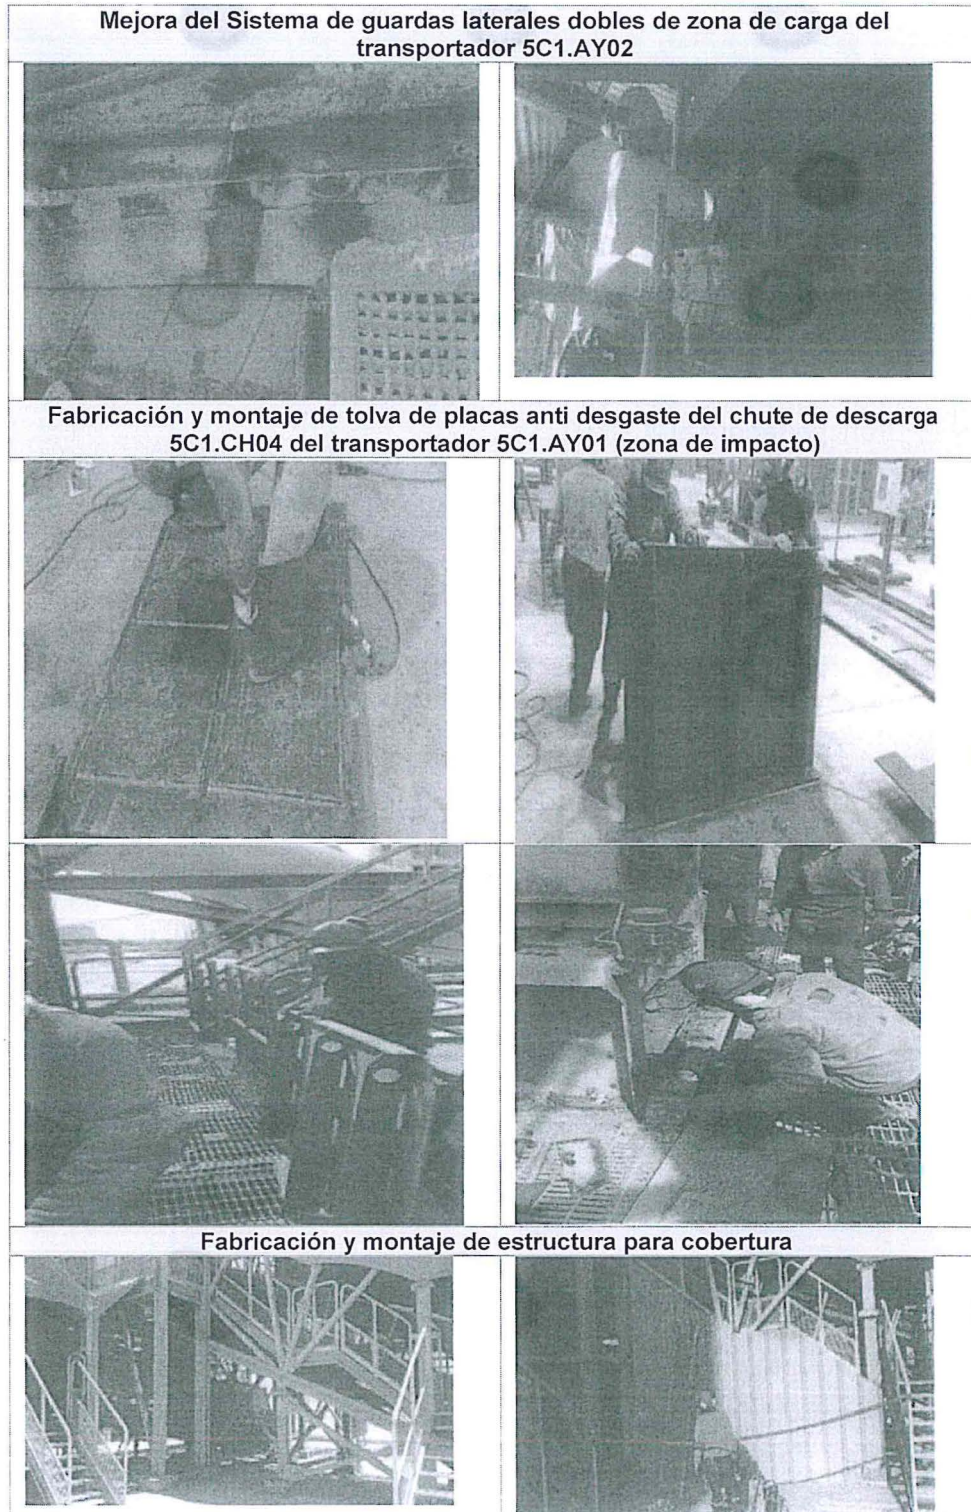 Mejora del Sistema de guardas laterales dobles de zona de carga del
transportador 5C1.AY02
Fabricación y montaje de tolva de placas anti desgaste del chute de descarga
5C1.CH04 del transportador 5C1.AY01 (zona de impacto)
Fabricación y montaje de estructura para cobertura